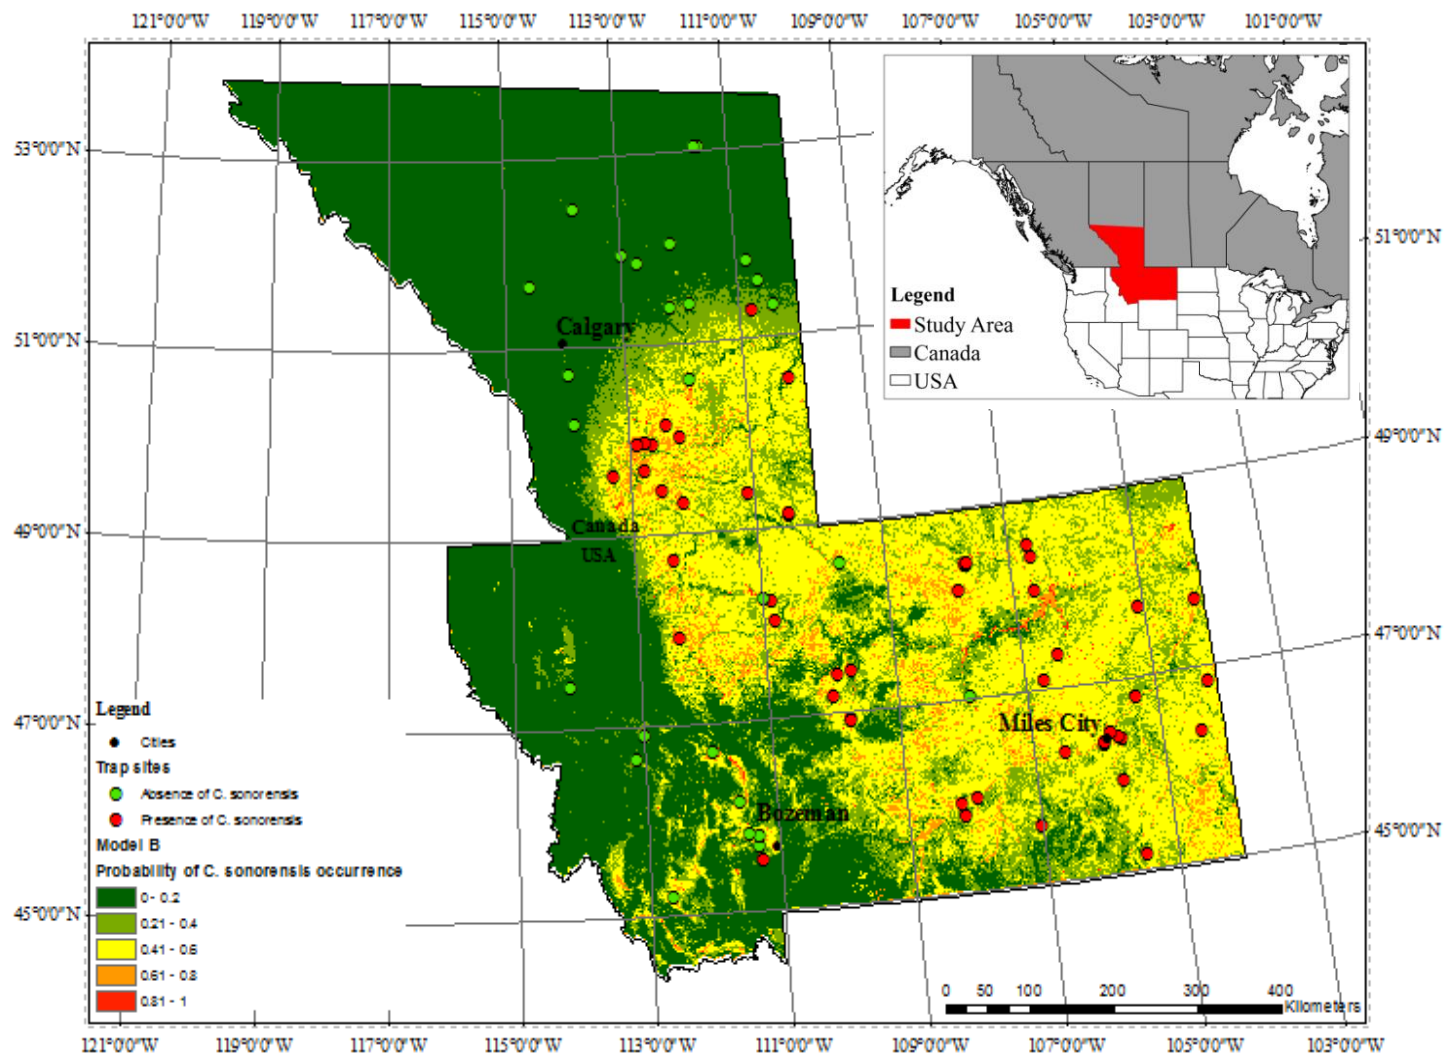 121°0'0"W 119°0'0"W 117°0'0"W 115°0'0"W 113°0'0"W 111°0'0"W 109°0'0"W 107°0'0"W 105°0'0"W 103°0'0"W 101°0'0"W
53°0'0"N
51°0'0"N
49°0'0"N
47°0'0"N
45°0'0"N
51°0'0"N
49°0'0"N
47°0'0"N
45°0'0"N
Legend
Study Area
Canada
USA
Calgary
Canada
USA
Miles City
Bozeman
Legend
Cities
Trap sites
Absence of C. sonorensis
Presence of C. sonorensis
Model B
Probability of C. sonorensis occurrence
0 - 0.2
0.21 - 0.4
0.41 - 0.6
0.61 - 0.8
0.81 - 1
0 50 100 200 300 400
Kilometers
121°0'0"W 119°0'0"W 117°0'0"W 115°0'0"W 113°0'0"W 111°0'0"W 109°0'0"W 107°0'0"W 105°0'0"W 103°0'0"W